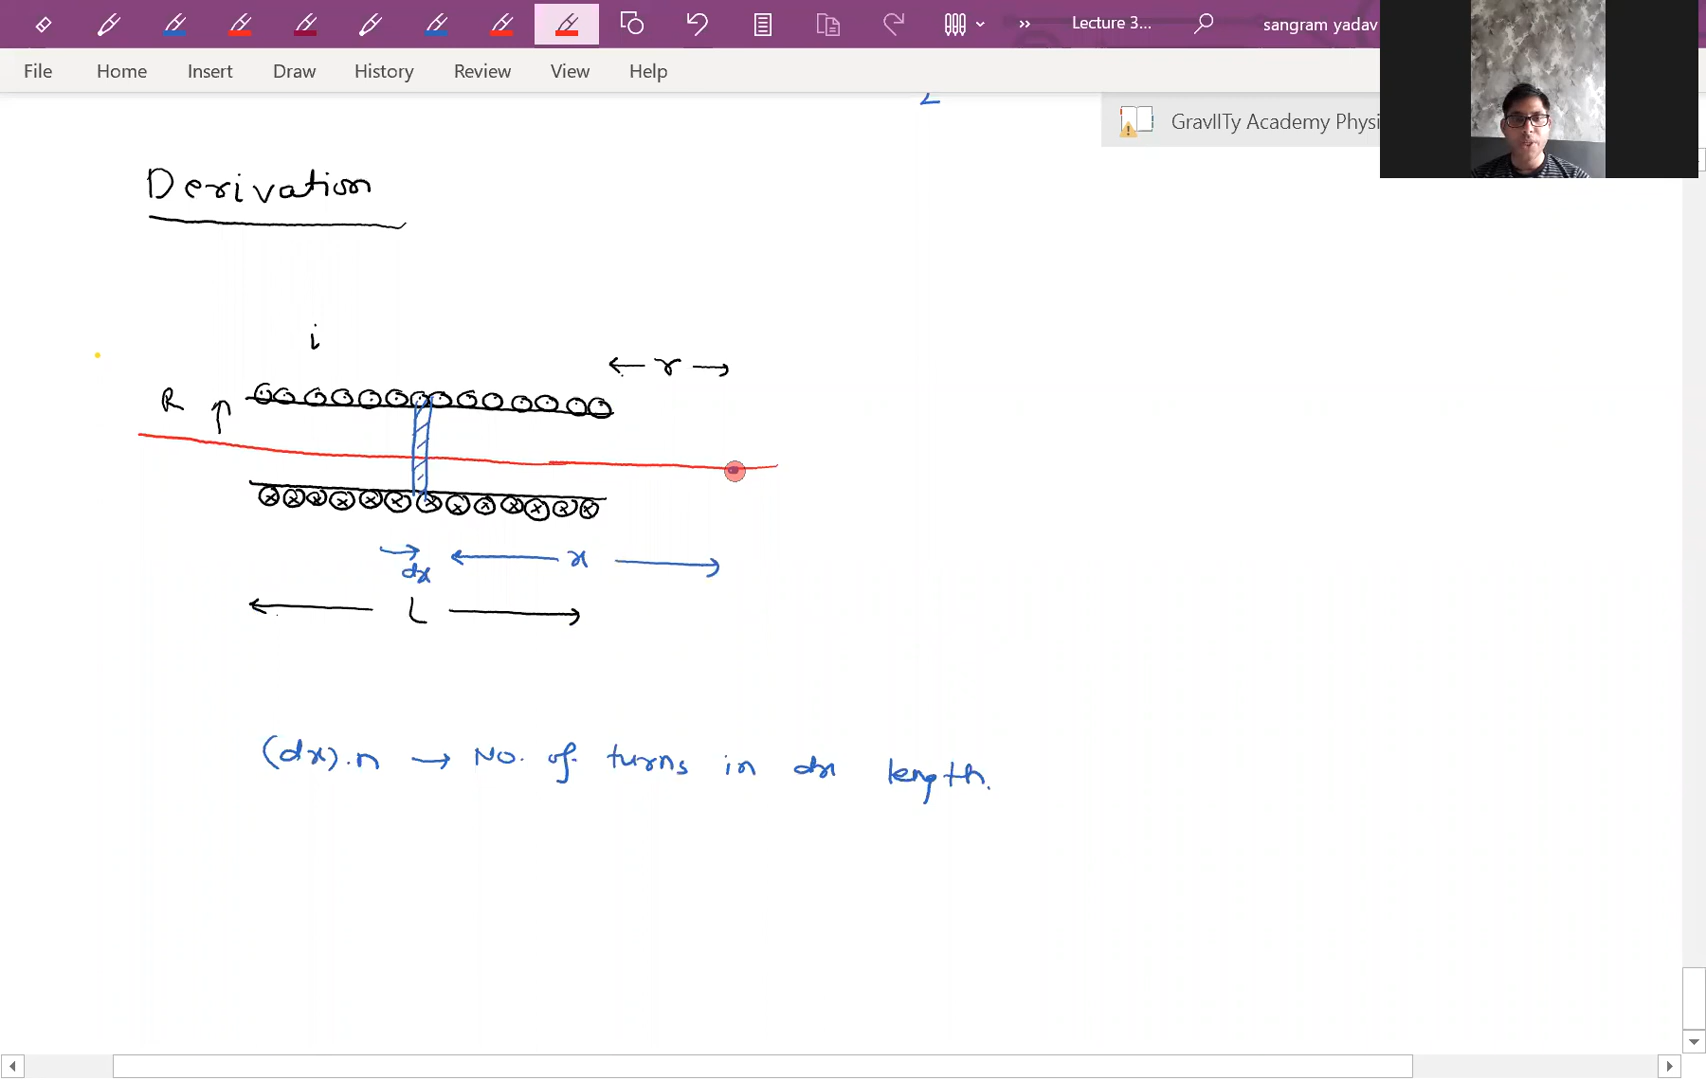 Lecture 3...
sangram yadav
File Home Insert Draw History Review View Help
GravIITy Academy Physi
Derivation
i
r
R
x
dx
L
(dx).n → No. of turns in dx length.